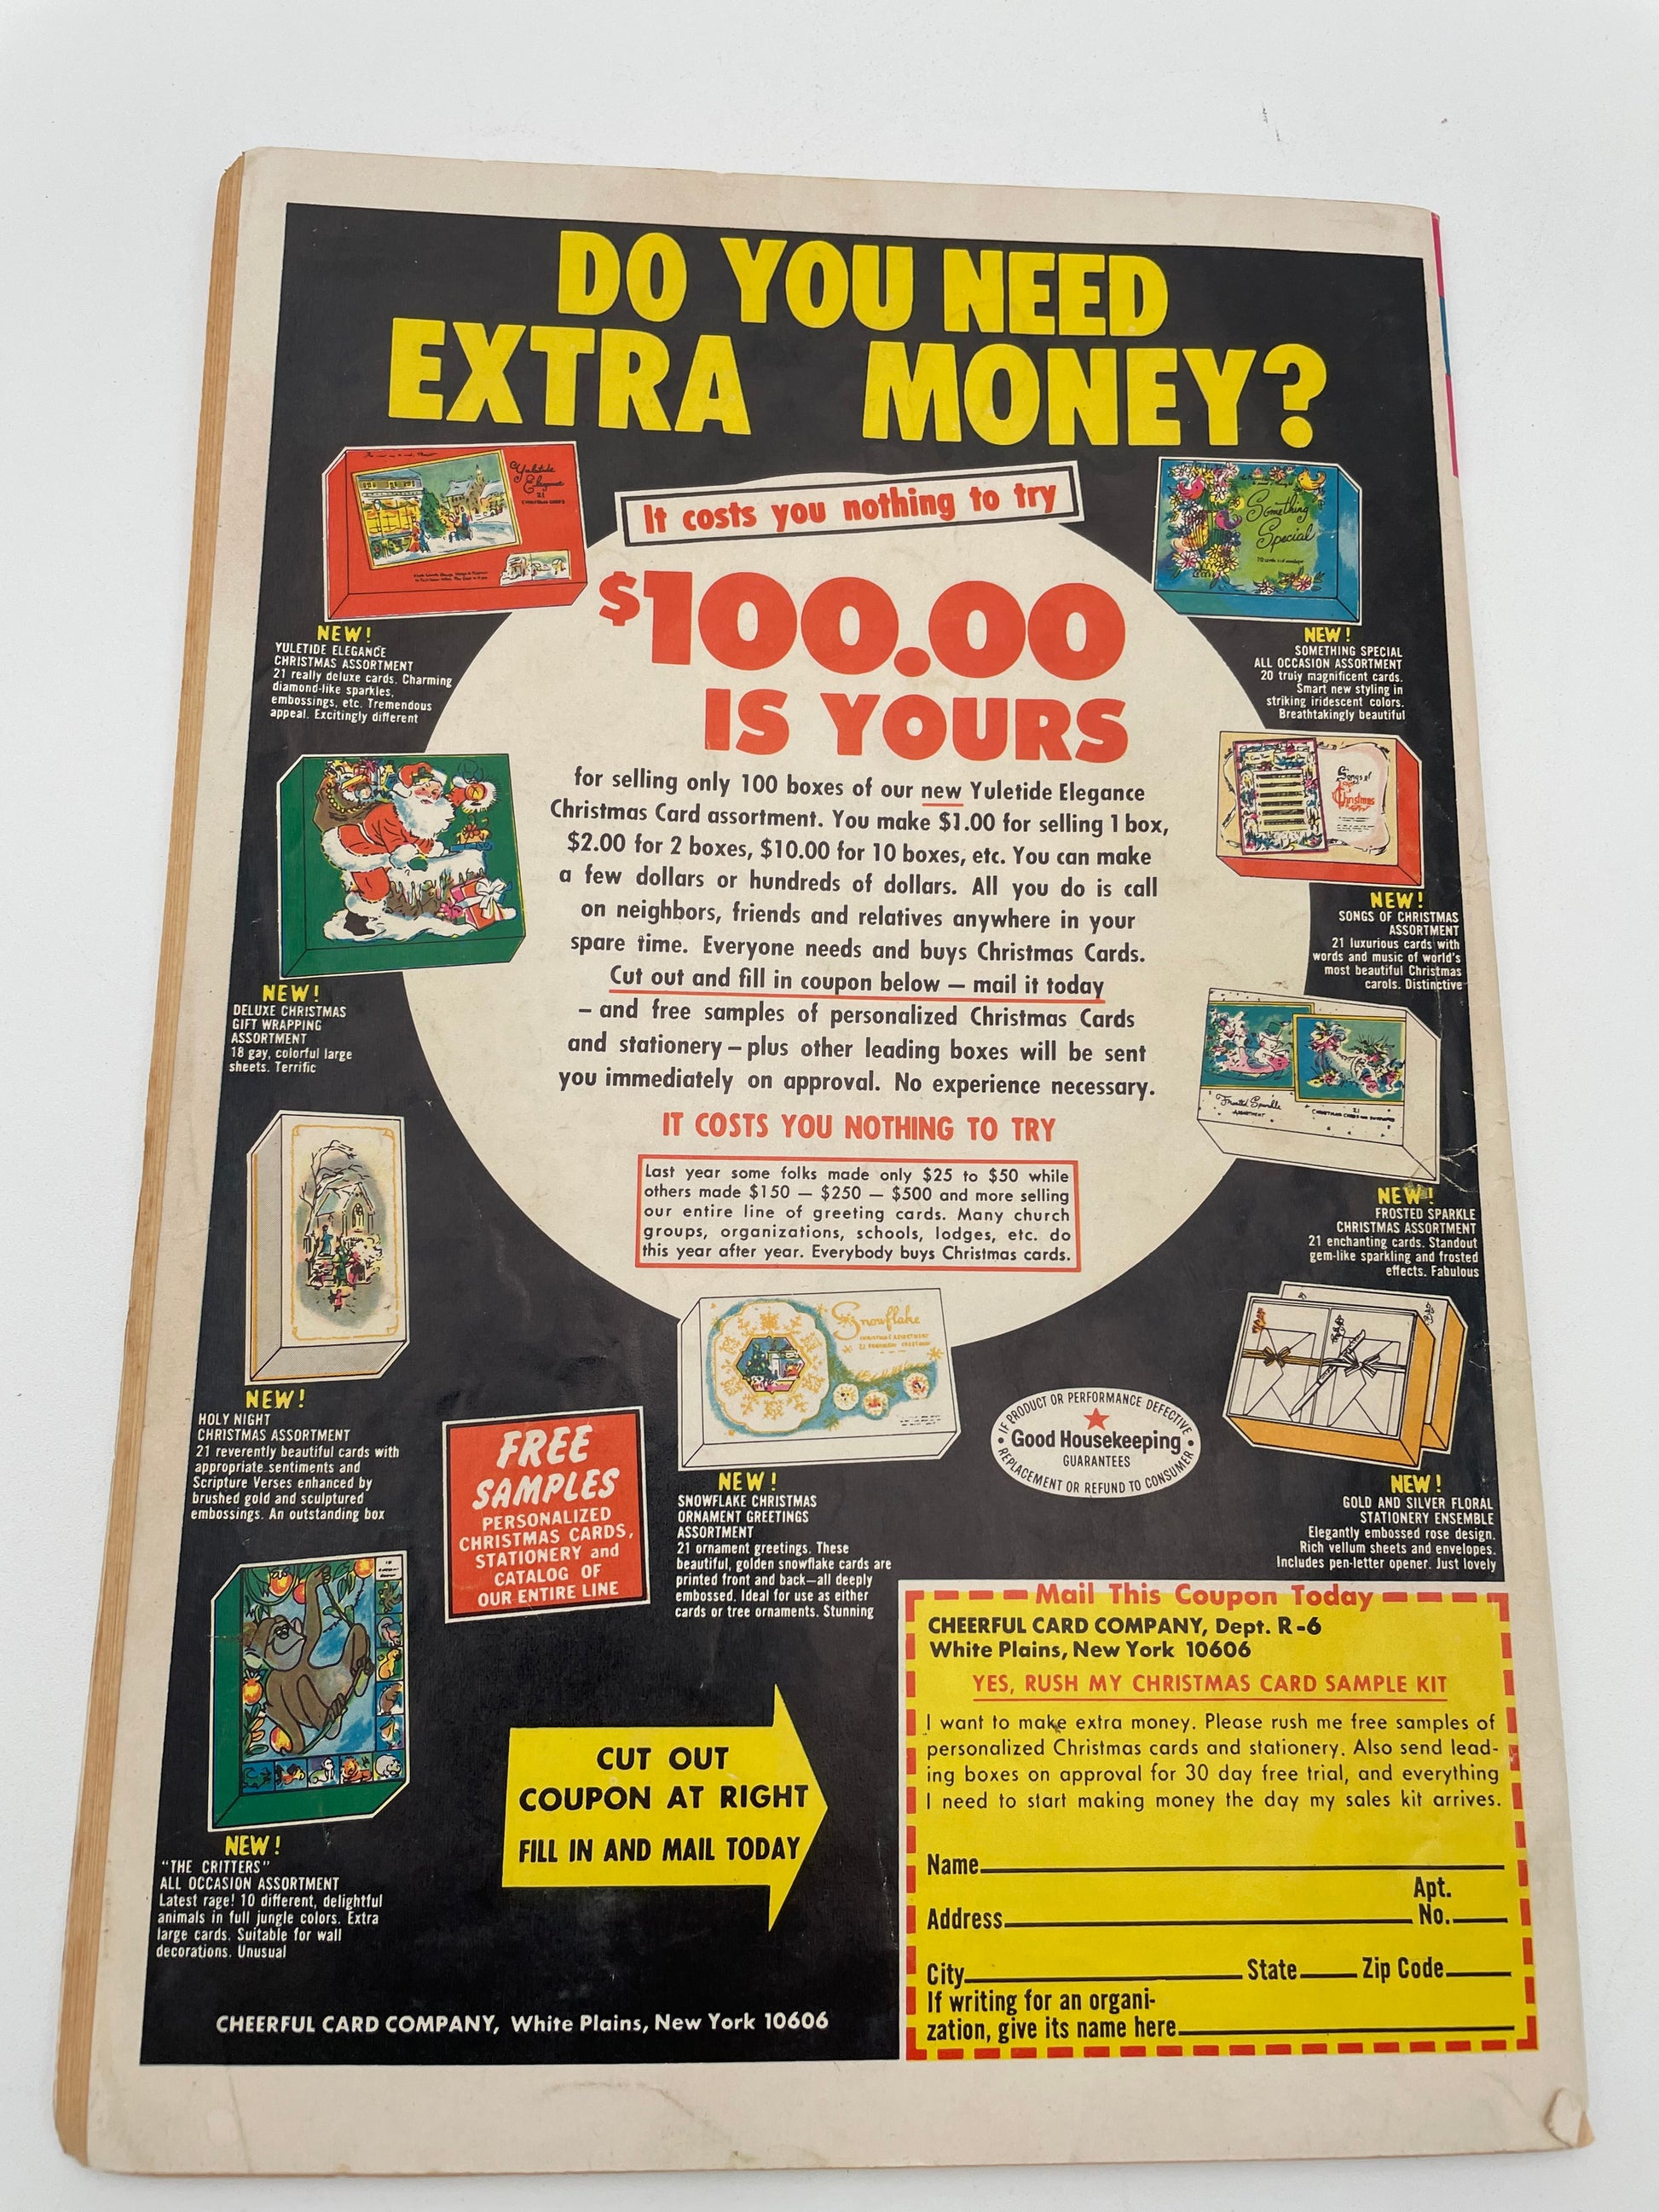 DO YOU NEED
EXTRA MONEY?
It costs you nothing to try
$100.00
IS YOURS
for selling only 100 boxes of our new Yuletide Elegance
Christmas Card assortment. You make $1.00 for selling 1 box,
$2.00 for 2 boxes, $10.00 for 10 boxes, etc. You can make
a few dollars or hundreds of dollars. All you do is call
on neighbors, friends and relatives anywhere in your
spare time. Everyone needs and buys Christmas Cards.
Cut out and fill in coupon below — mail it today
— and free samples of personalized Christmas Cards
and stationery — plus other leading boxes will be sent
you immediately on approval. No experience necessary.
IT COSTS YOU NOTHING TO TRY
Last year some folks made only $25 to $50 while
others made $150 — $250 — $500 and more selling
our entire line of greeting cards. Many church
groups, organizations, schools, lodges, etc. do
this year after year. Everybody buys Christmas cards.
Yuletide
Elegance
21
NEW!
YULETIDE ELEGANCE
CHRISTMAS ASSORTMENT
21 really deluxe cards. Charming
diamond-like sparkles,
embossings, etc. Tremendous
appeal. Excitingly different
NEW!
DELUXE CHRISTMAS
GIFT WRAPPING
ASSORTMENT
18 gay, colorful large
sheets. Terrific
NEW!
HOLY NIGHT
CHRISTMAS ASSORTMENT
21 reverently beautiful cards with
appropriate sentiments and
Scripture Verses enhanced by
brushed gold and sculptured
embossings. An outstanding box
NEW!
"THE CRITTERS"
ALL OCCASION ASSORTMENT
Latest rage! 10 different, delightful
animals in full jungle colors. Extra
large cards. Suitable for wall
decorations. Unusual
Something
Special
NEW!
SOMETHING SPECIAL
ALL OCCASION ASSORTMENT
20 truly magnificent cards.
Smart new styling in
striking iridescent colors.
Breathtakingly beautiful
Songs of
Christmas
NEW!
SONGS OF CHRISTMAS
ASSORTMENT
21 luxurious cards with
words and music of world's
most beautiful Christmas
carols. Distinctive
Frosted Sparkle
ASSORTMENT
NEW!
FROSTED SPARKLE
CHRISTMAS ASSORTMENT
21 enchanting cards. Standout
gem-like sparkling and frosted
effects. Fabulous
NEW!
GOLD AND SILVER FLORAL
STATIONERY ENSEMBLE
Elegantly embossed rose design.
Rich vellum sheets and envelopes.
Includes pen-letter opener. Just lovely
FREE
SAMPLES
PERSONALIZED
CHRISTMAS CARDS,
STATIONERY and
CATALOG OF
OUR ENTIRE LINE
Snowflake
NEW!
SNOWFLAKE CHRISTMAS
ORNAMENT GREETINGS
ASSORTMENT
21 ornament greetings. These
beautiful, golden snowflake cards are
printed front and back—all deeply
embossed. Ideal for use as either
cards or tree ornaments. Stunning
IF PRODUCT OR PERFORMANCE DEFECTIVE
Good Housekeeping
GUARANTEES
REPLACEMENT OR REFUND TO CONSUMER
CUT OUT
COUPON AT RIGHT
FILL IN AND MAIL TODAY
CHEERFUL CARD COMPANY, White Plains, New York 10606
Mail This Coupon Today
CHEERFUL CARD COMPANY, Dept. R-6
White Plains, New York 10606
YES, RUSH MY CHRISTMAS CARD SAMPLE KIT
I want to make extra money. Please rush me free samples of
personalized Christmas cards and stationery. Also send lead-
ing boxes on approval for 30 day free trial, and everything
I need to start making money the day my sales kit arrives.
Name
Apt.
Address No.
City State Zip Code
If writing for an organi-
zation, give its name here